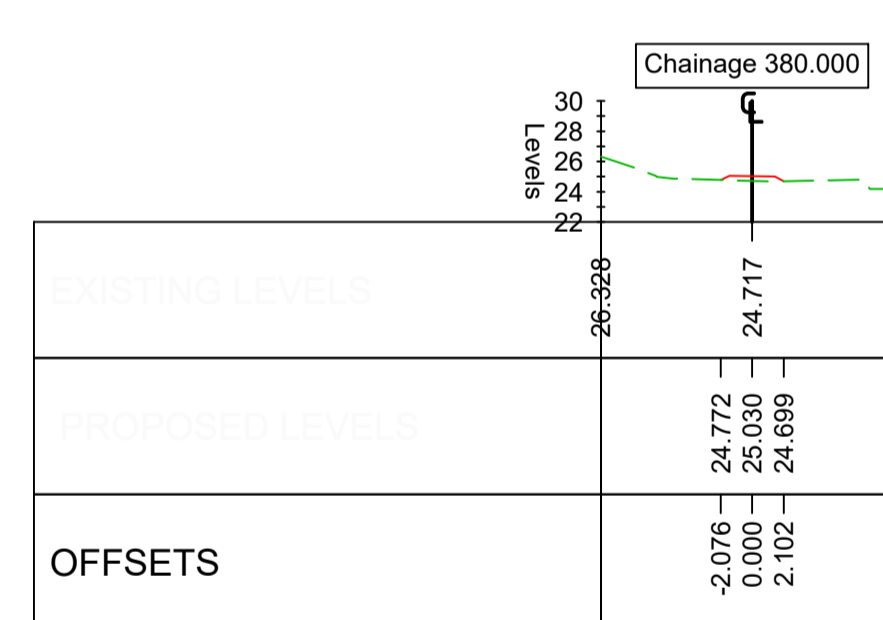 Chainage 380.000
℄
30
28
26
24
22
Levels
EXISTING LEVELS
26.328
24.717
PROPOSED LEVELS
24.772
25.030
24.699
OFFSETS
-2.076
0.000
2.102